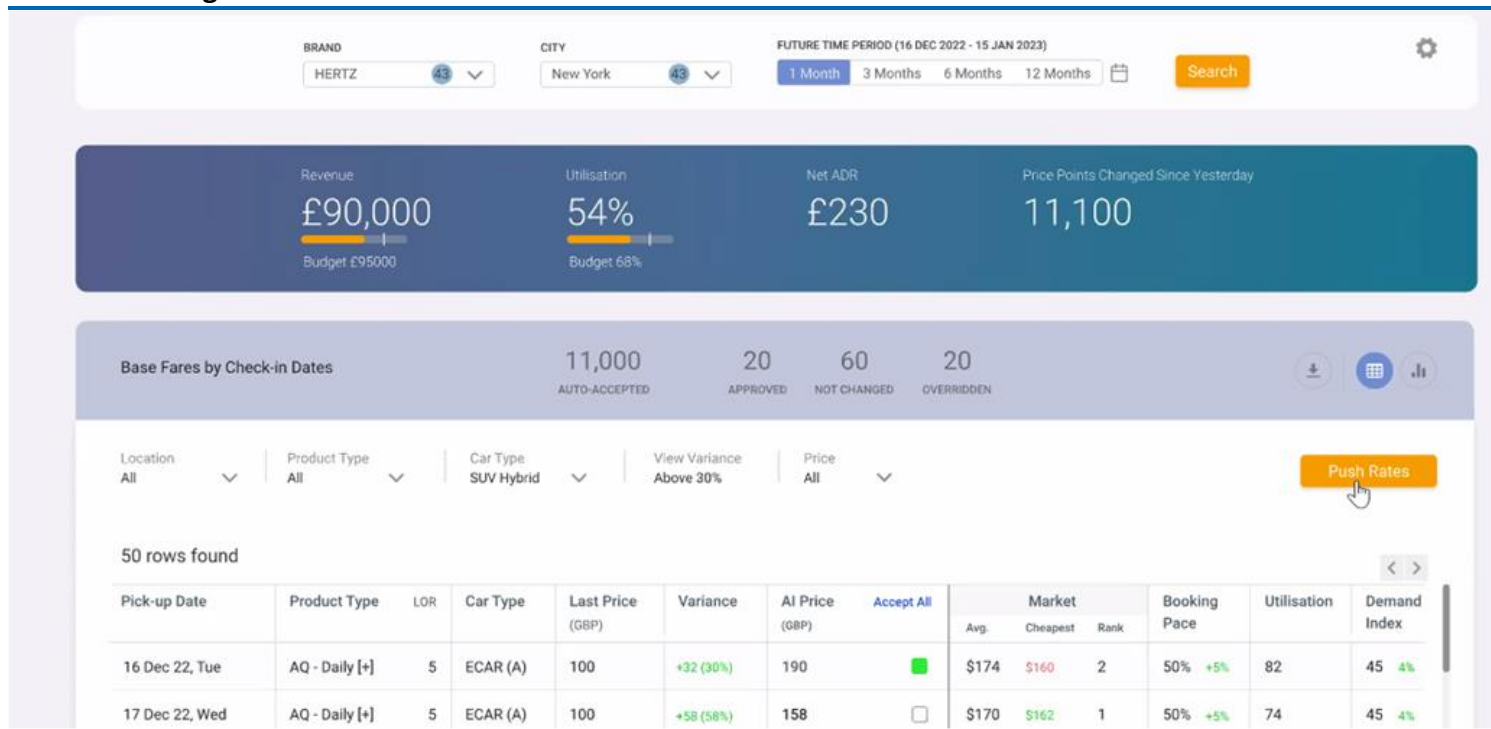 BRAND CITY FUTURE TIME PERIOD (16 DEC 2022 - 15 JAN 2023)
HERTZ 43 New York 43 1 Month 3 Months 6 Months 12 Months Search
Revenue Utilisation Net ADR Price Points Changed Since Yesterday
£90,000 54% £230 11,100
Budget £95000 Budget 68%
Base Fares by Check-in Dates 11,000 20 60 20
AUTO-ACCEPTED APPROVED NOT CHANGED OVERRIDDEN
Location Product Type Car Type View Variance Price
All All SUV Hybrid Above 30% All Push Rates
50 rows found
Pick-up Date Product Type LOR Car Type Last Price Variance AI Price Accept All Market Booking Utilisation Demand
(GBP) (GBP) Avg. Cheapest Rank Pace Index
16 Dec 22, Tue AQ - Daily [+] 5 ECAR (A) 100 +32 (30%) 190 $174 $160 2 50% +5% 82 45 4%
17 Dec 22, Wed AQ - Daily [+] 5 ECAR (A) 100 +58 (58%) 158 $170 $162 1 50% +5% 74 45 4%